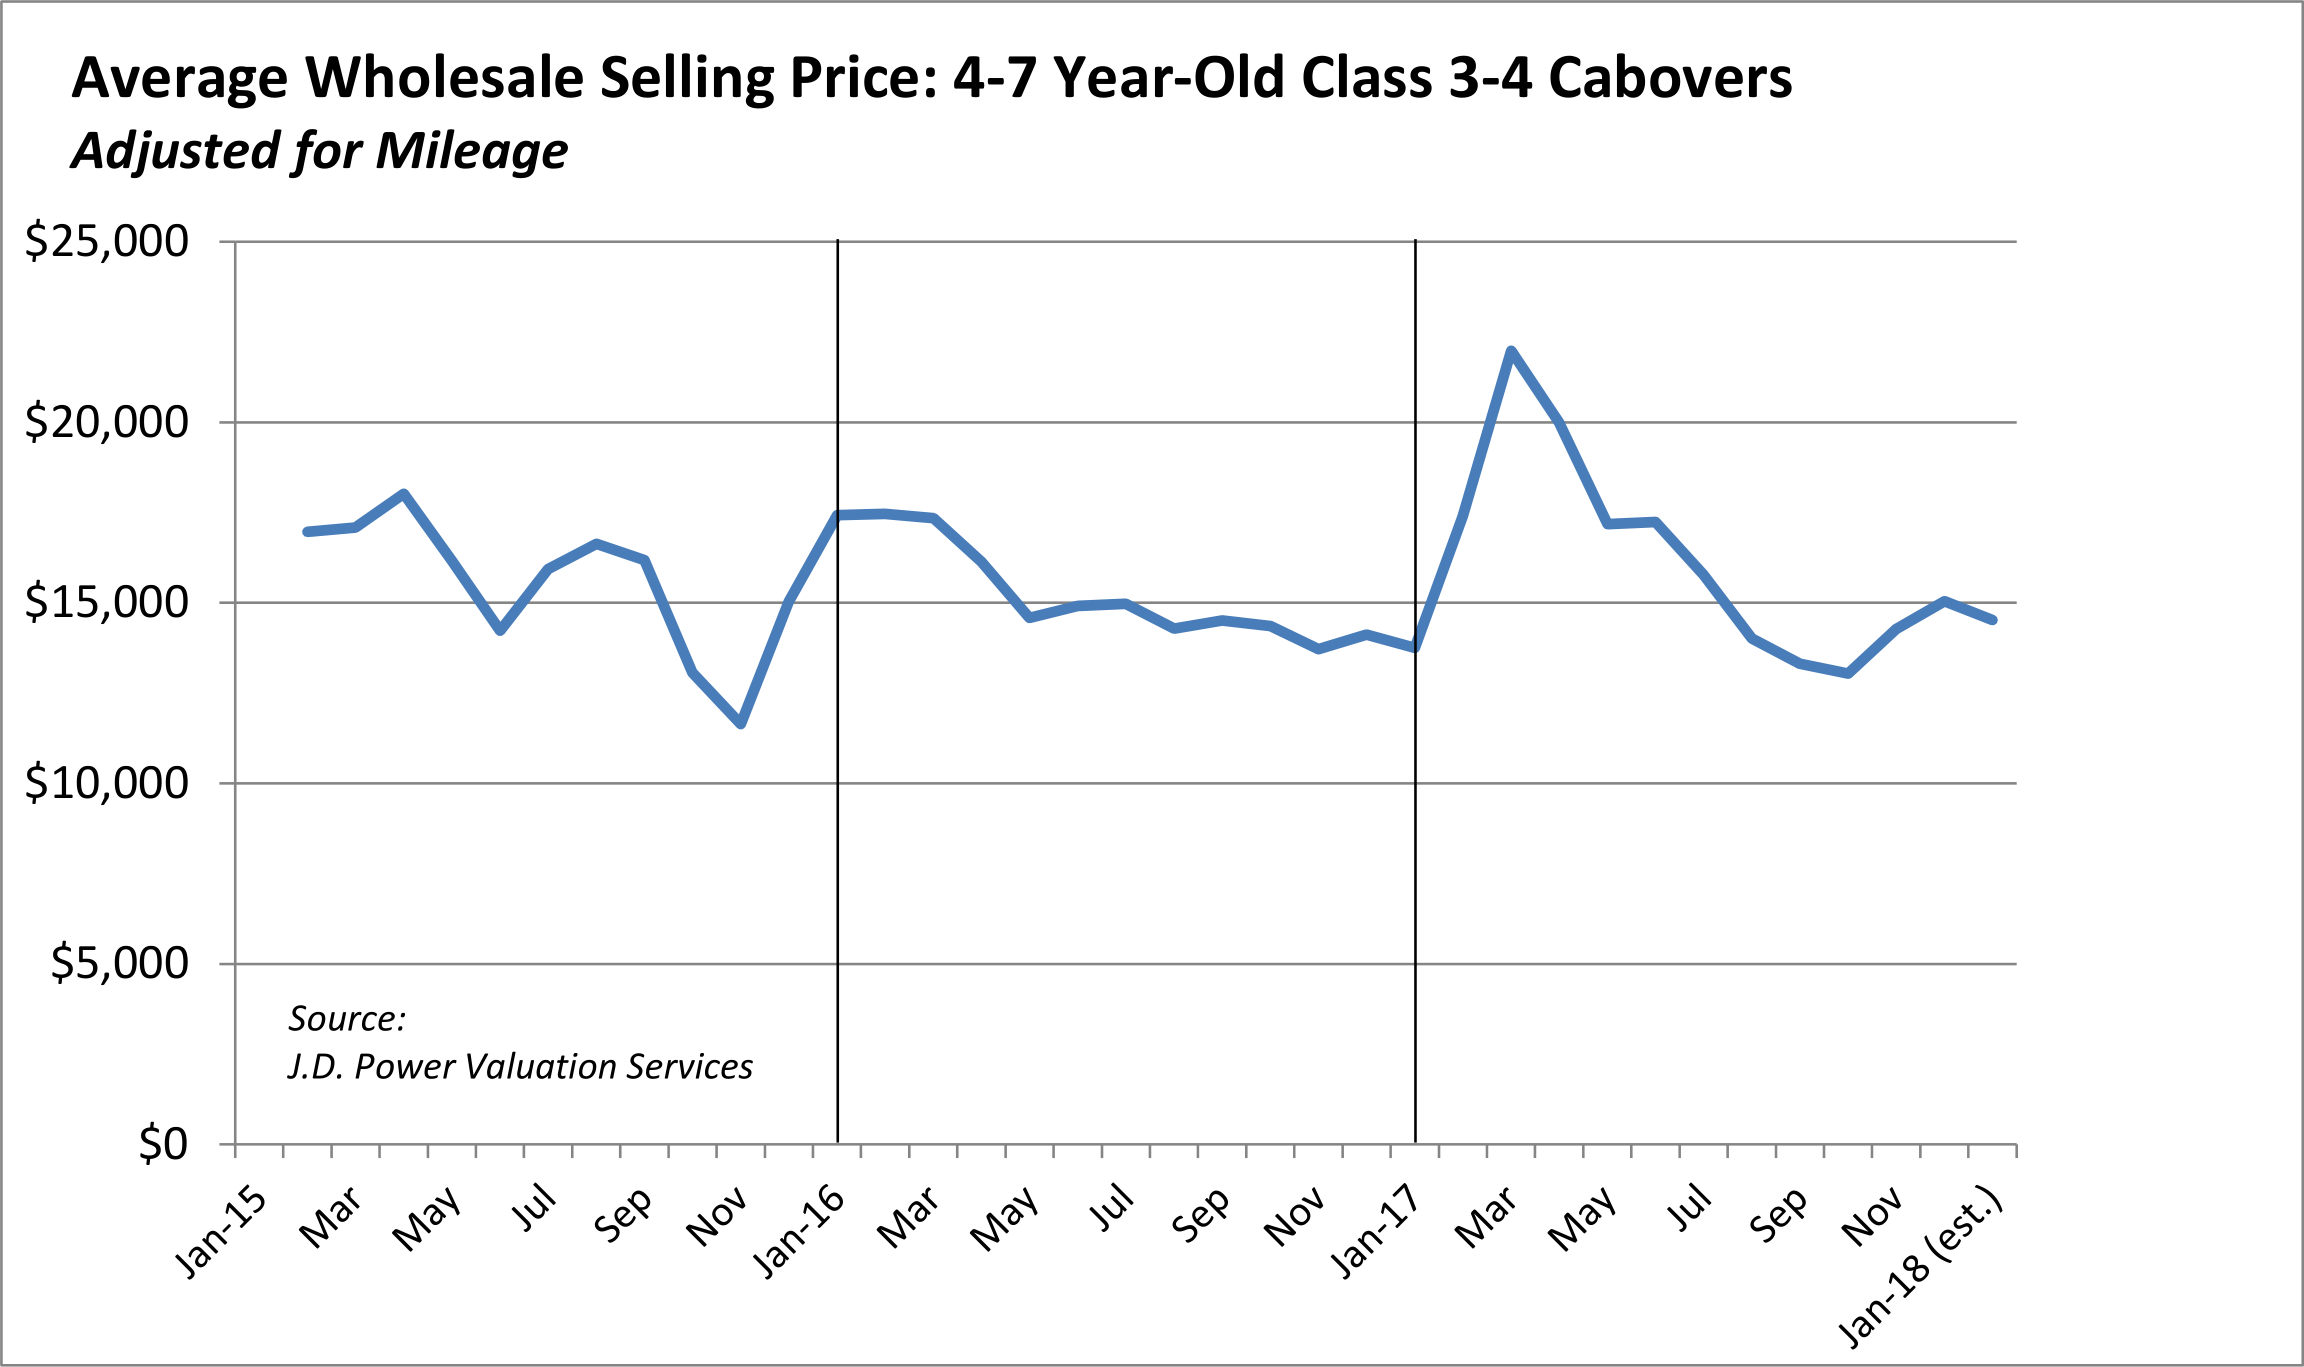 Average Wholesale Selling Price: 4-7 Year-Old Class 3-4 Cabovers
Adjusted for Mileage
$25,000
$20,000
$15,000
$10,000
$5,000
$0
Source:
J.D. Power Valuation Services
Jan-15
Mar
May
Jul
Sep
Nov
Jan-16
Mar
May
Jul
Sep
Nov
Jan-17
Mar
May
Jul
Sep
Nov
Jan-18 (est.)